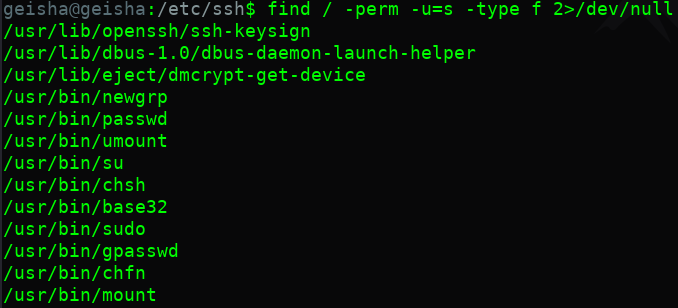 geisha@geisha:/etc/ssh$ find / -perm -u=s -type f 2>/dev/null
/usr/lib/openssh/ssh-keysign
/usr/lib/dbus-1.0/dbus-daemon-launch-helper
/usr/lib/eject/dmcrypt-get-device
/usr/bin/newgrp
/usr/bin/passwd
/usr/bin/umount
/usr/bin/su
/usr/bin/chsh
/usr/bin/base32
/usr/bin/sudo
/usr/bin/gpasswd
/usr/bin/chfn
/usr/bin/mount